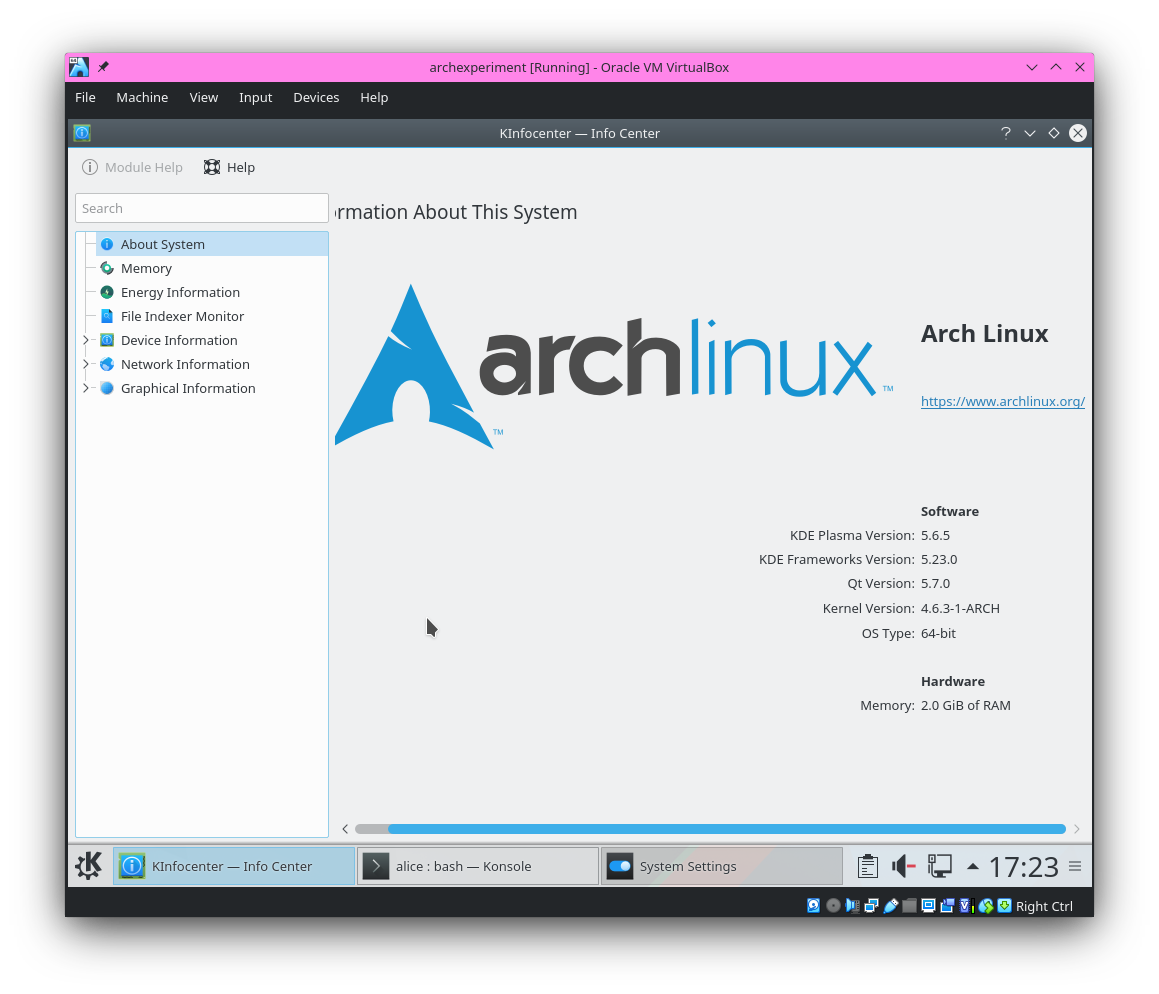 archexperiment [Running] - Oracle VM VirtualBox
File Machine View Input Devices Help
KInfocenter — Info Center
Module Help Help
Search
rmation About This System
About System
Memory
Energy Information
File Indexer Monitor
Device Information
Network Information
Graphical Information
archlinux™
TM
Arch Linux
https://www.archlinux.org/
Software
KDE Plasma Version: 5.6.5
KDE Frameworks Version: 5.23.0
Qt Version: 5.7.0
Kernel Version: 4.6.3-1-ARCH
OS Type: 64-bit
Hardware
Memory: 2.0 GiB of RAM
KInfocenter — Info Center alice : bash — Konsole System Settings 17:23
Right Ctrl